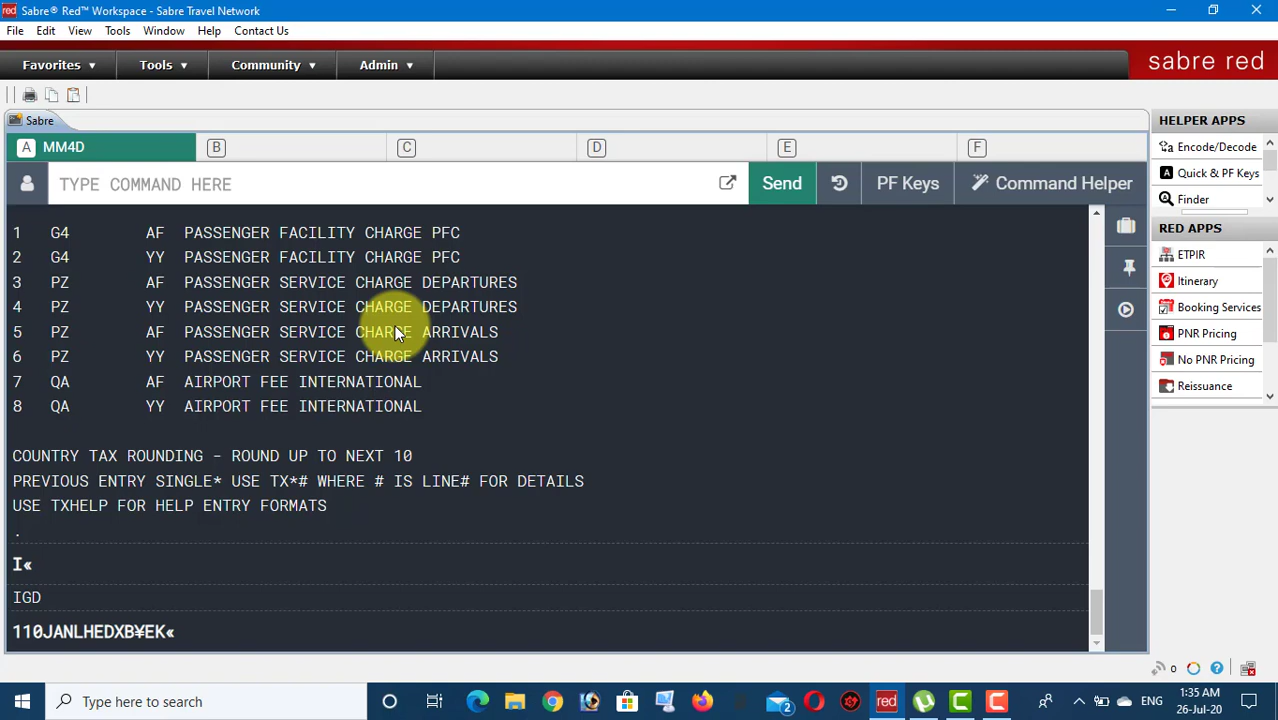 red Sabre® Red™ Workspace - Sabre Travel Network
File Edit View Tools Window Help Contact Us
Favorites Tools Community Admin
sabre red
Sabre
A MM4D B C D E F
TYPE COMMAND HERE
Send PF Keys Command Helper
1 G4 AF PASSENGER FACILITY CHARGE PFC
2 G4 YY PASSENGER FACILITY CHARGE PFC
3 PZ AF PASSENGER SERVICE CHARGE DEPARTURES
4 PZ YY PASSENGER SERVICE CHARGE DEPARTURES
5 PZ AF PASSENGER SERVICE CHARGE ARRIVALS
6 PZ YY PASSENGER SERVICE CHARGE ARRIVALS
7 QA AF AIRPORT FEE INTERNATIONAL
8 QA YY AIRPORT FEE INTERNATIONAL
COUNTRY TAX ROUNDING - ROUND UP TO NEXT 10
PREVIOUS ENTRY SINGLE* USE TX*# WHERE # IS LINE# FOR DETAILS
USE TXHELP FOR HELP ENTRY FORMATS
.
I«
IGD
110JANLHEDXB¥EK«
HELPER APPS
Encode/Decode
A Quick & PF Keys
Finder
RED APPS
ETPIR
Itinerary
Booking Services
PNR Pricing
No PNR Pricing
Reissuance
0
Type here to search
2
red
ENG
1:35 AM
26-Jul-20